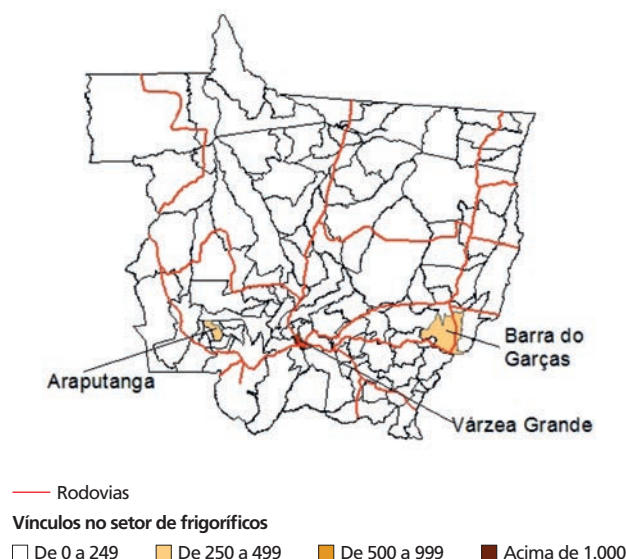 Barra do
Garças
Araputanga
Várzea Grande
Rodovias
Vínculos no setor de frigoríficos
De 0 a 249 De 250 a 499 De 500 a 999 Acima de 1.000